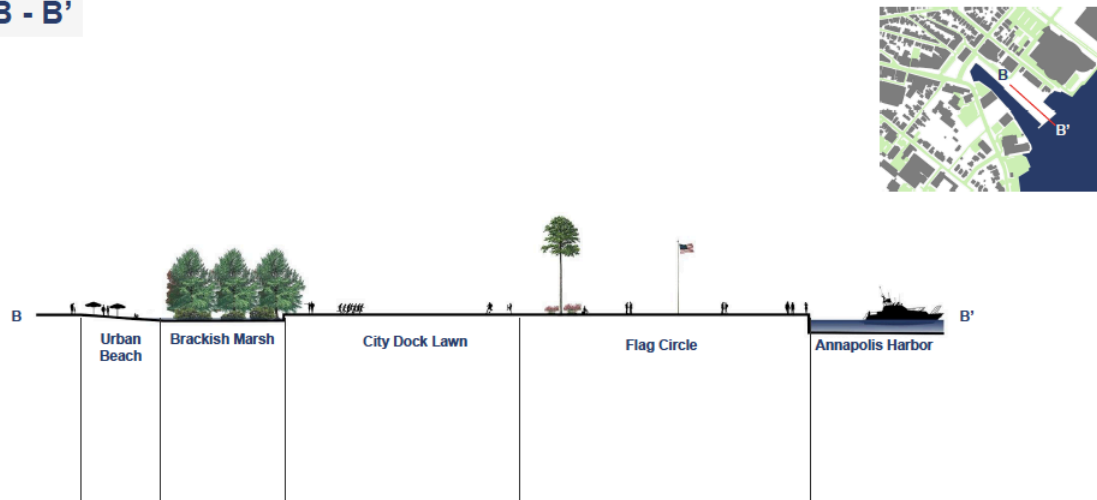 B - B’
B
B’
B
B’
Urban
Beach
Brackish Marsh
City Dock Lawn
Flag Circle
Annapolis Harbor